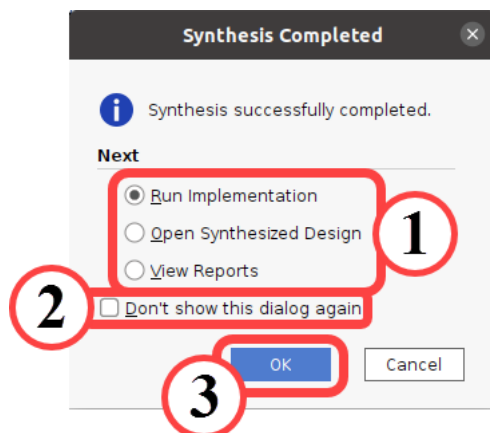 Synthesis Completed
Synthesis successfully completed.
Next
Run Implementation
Open Synthesized Design
View Reports
1
2
Don't show this dialog again
OK
Cancel
3